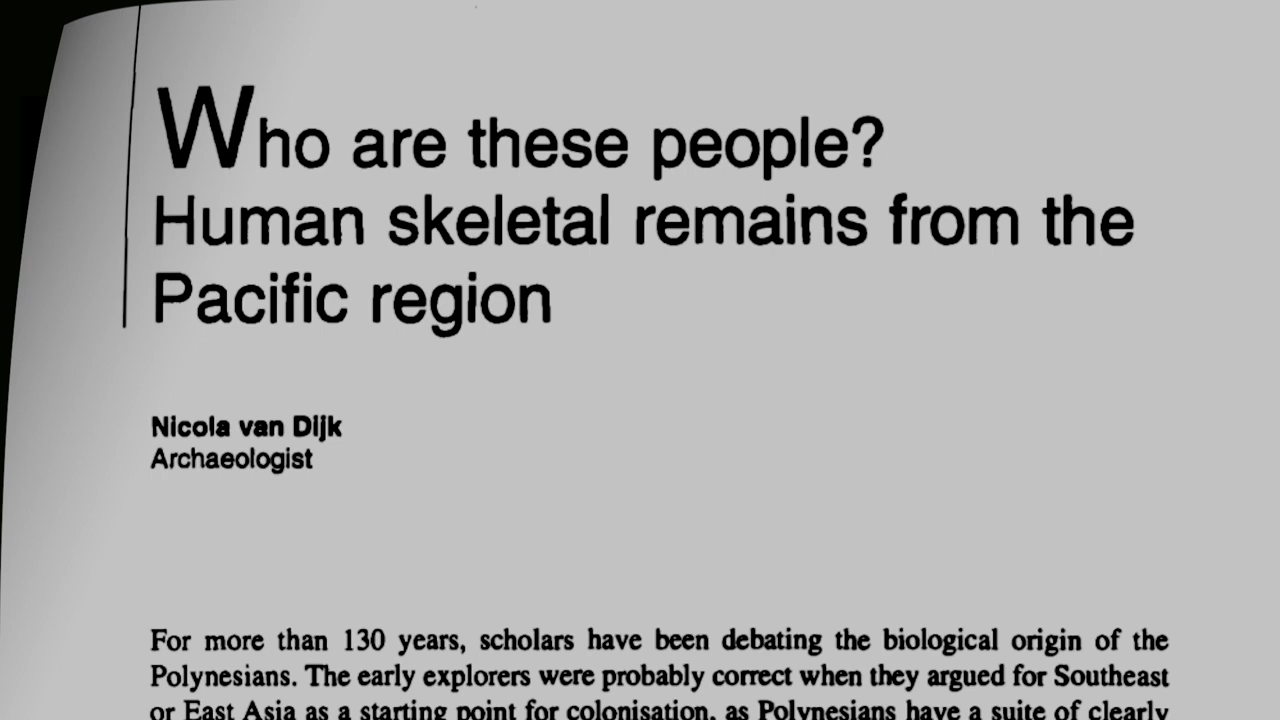 Who are these people?
Human skeletal remains from the
Pacific region
Nicola van Dijk
Archaeologist
For more than 130 years, scholars have been debating the biological origin of the
Polynesians. The early explorers were probably correct when they argued for Southeast
or East Asia as a starting point for colonisation, as Polynesians have a suite of clearly